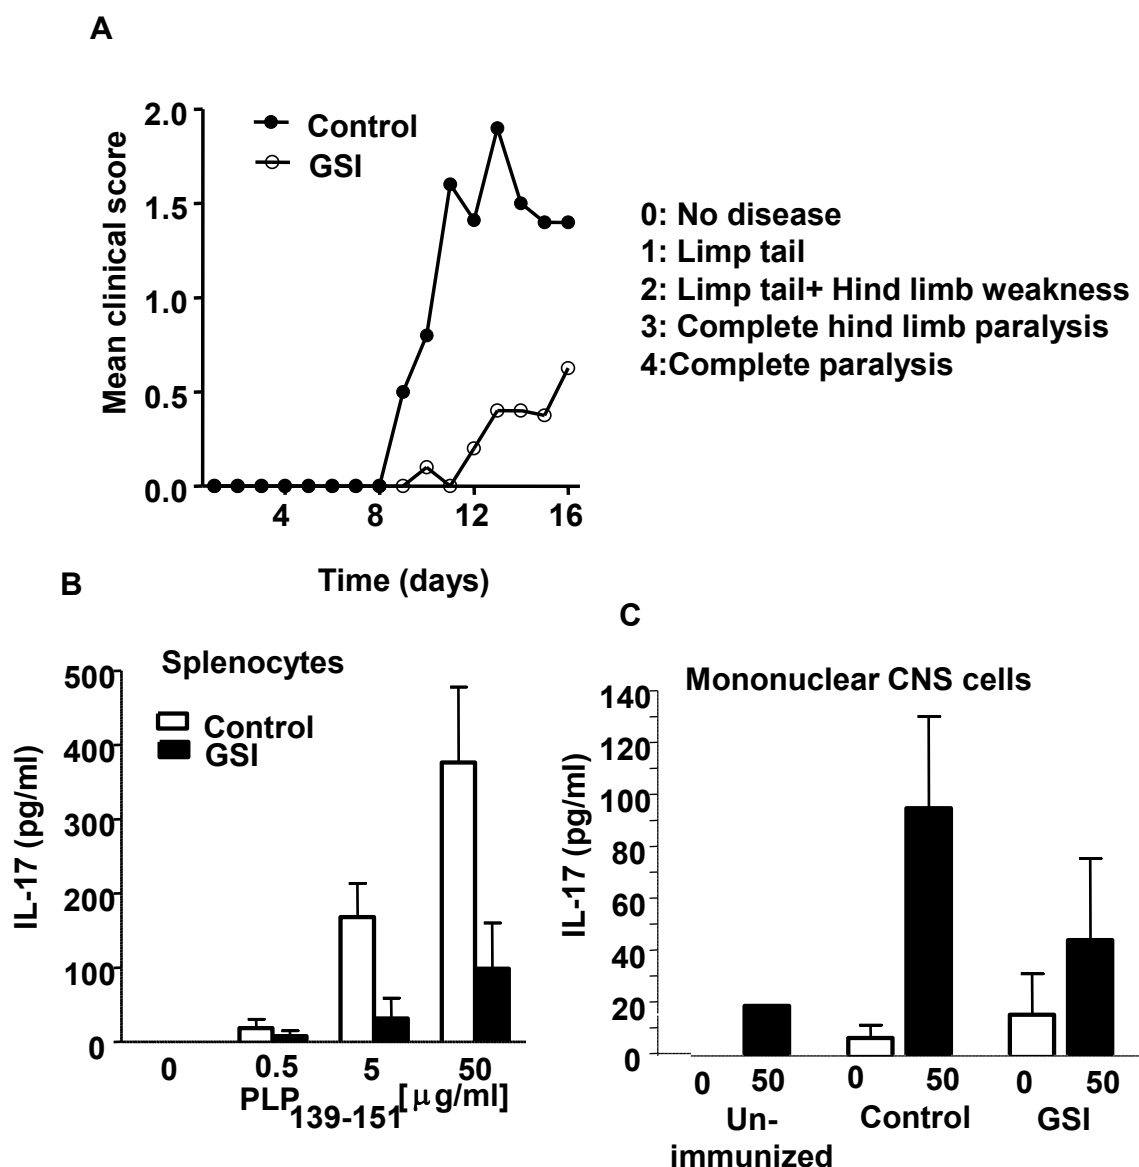 A
2.0
1.5
1.0
0.5
0.0
Mean clinical score
Control
GSI
4
8
12
16
Time (days)
0: No disease
1: Limp tail
2: Limp tail+ Hind limb weakness
3: Complete hind limb paralysis
4:Complete paralysis
B
Splenocytes
Control
GSI
500
400
300
200
100
0
IL-17 (pg/ml)
0
0.5
5
50
PLP139-151[μg/ml]
C
Mononuclear CNS cells
140
120
100
80
60
40
20
0
IL-17 (pg/ml)
0
50
0
50
0
50
Un-
immunized
Control
GSI